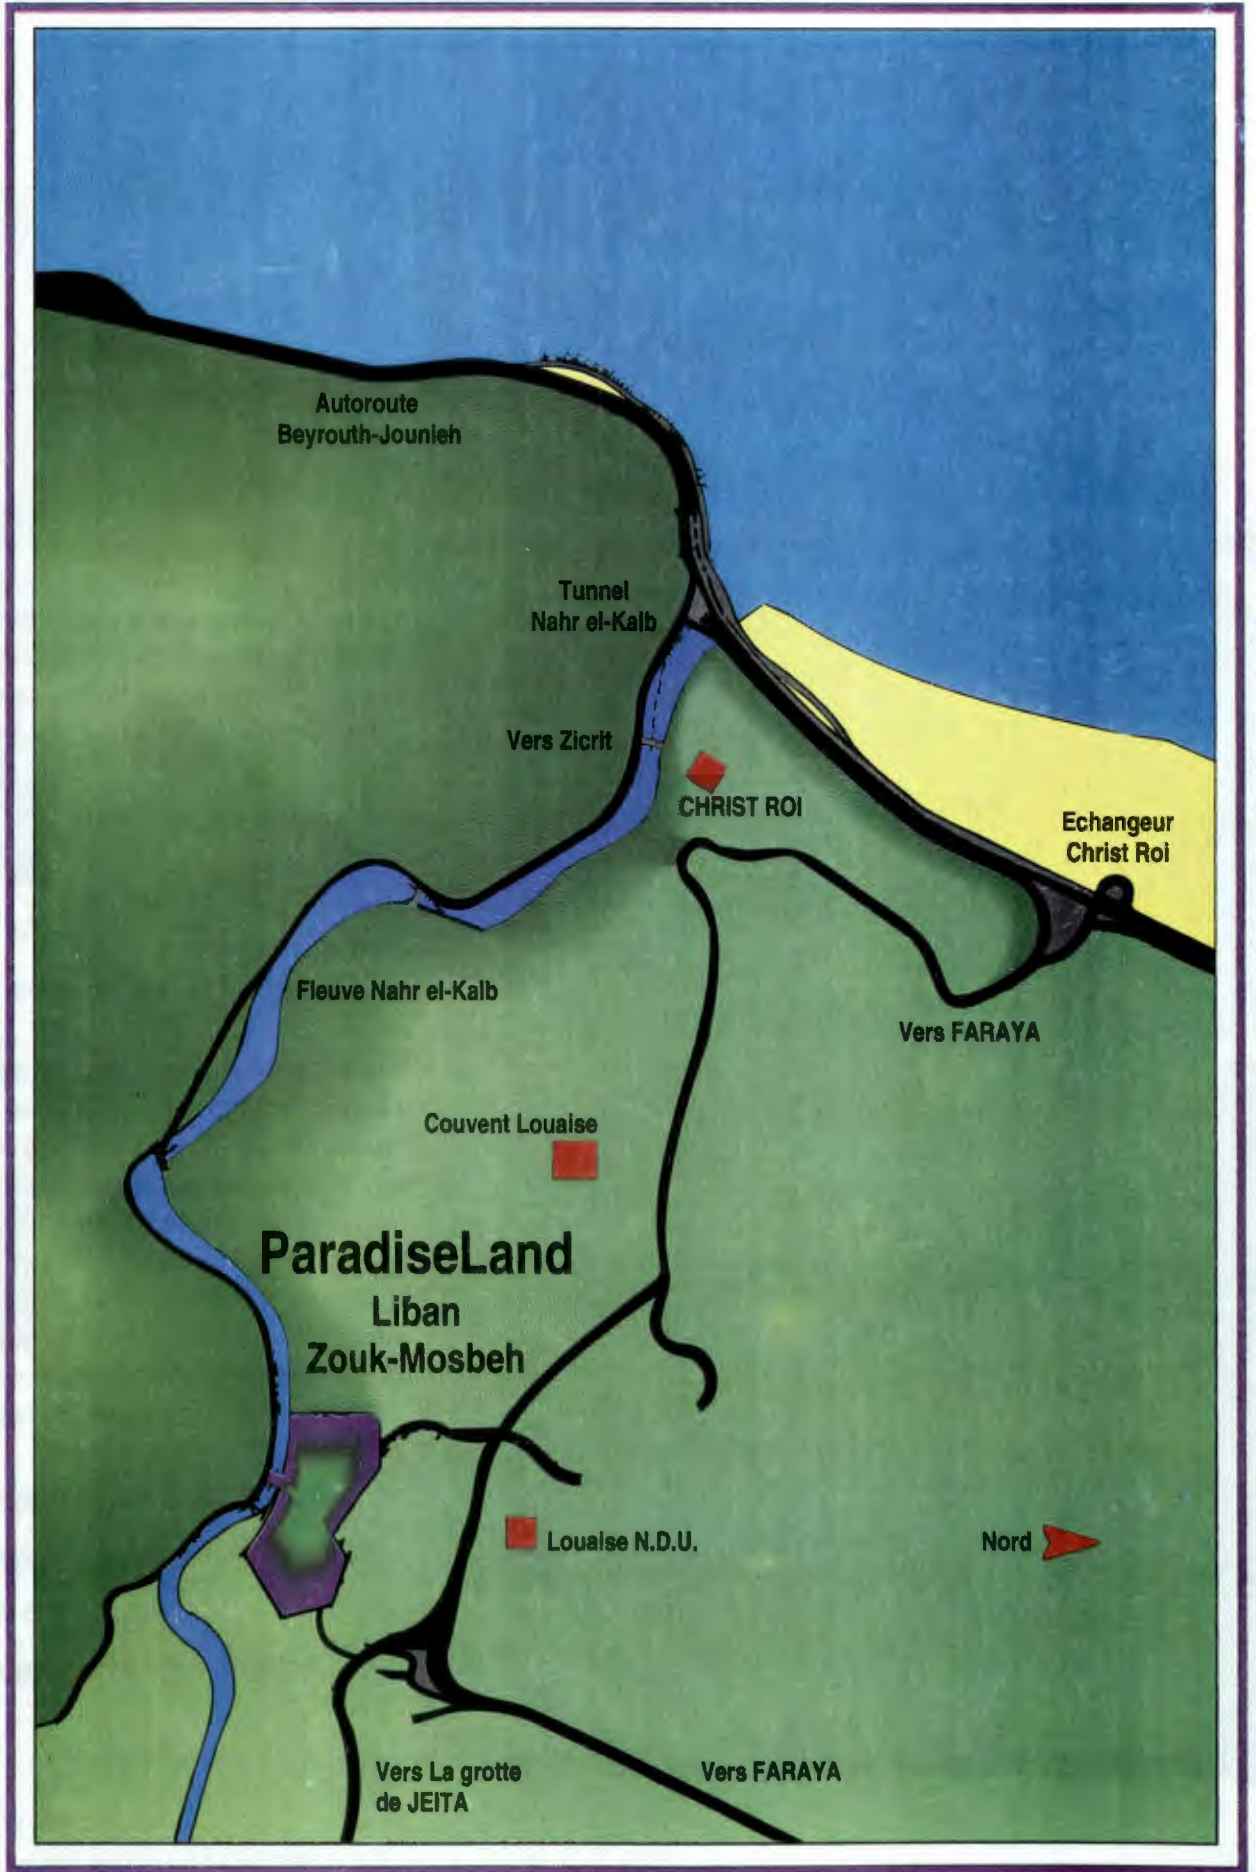 Autoroute
Beyrouth-Jounieh
Tunnel
Nahr el-Kalb
Vers Zicrit
CHRIST ROI
Echangeur
Christ Roi
Fleuve Nahr el-Kalb
Vers FARAYA
Couvent Louaise
ParadiseLand
Liban
Zouk-Mosbeh
Louaise N.D.U.
Nord
Vers La grotte
de JEITA
Vers FARAYA